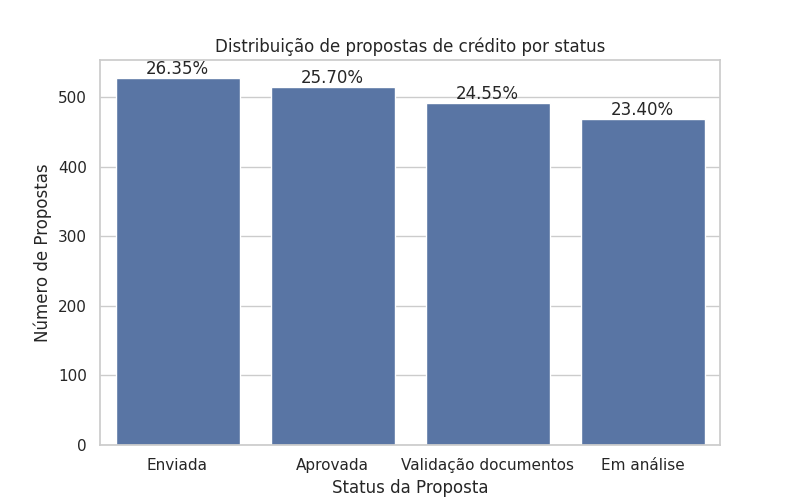 Distribuição de propostas de crédito por status
26.35%
25.70%
24.55%
23.40%
500
400
300
200
100
0
Número de Propostas
Enviada
Aprovada
Validação documentos
Em análise
Status da Proposta